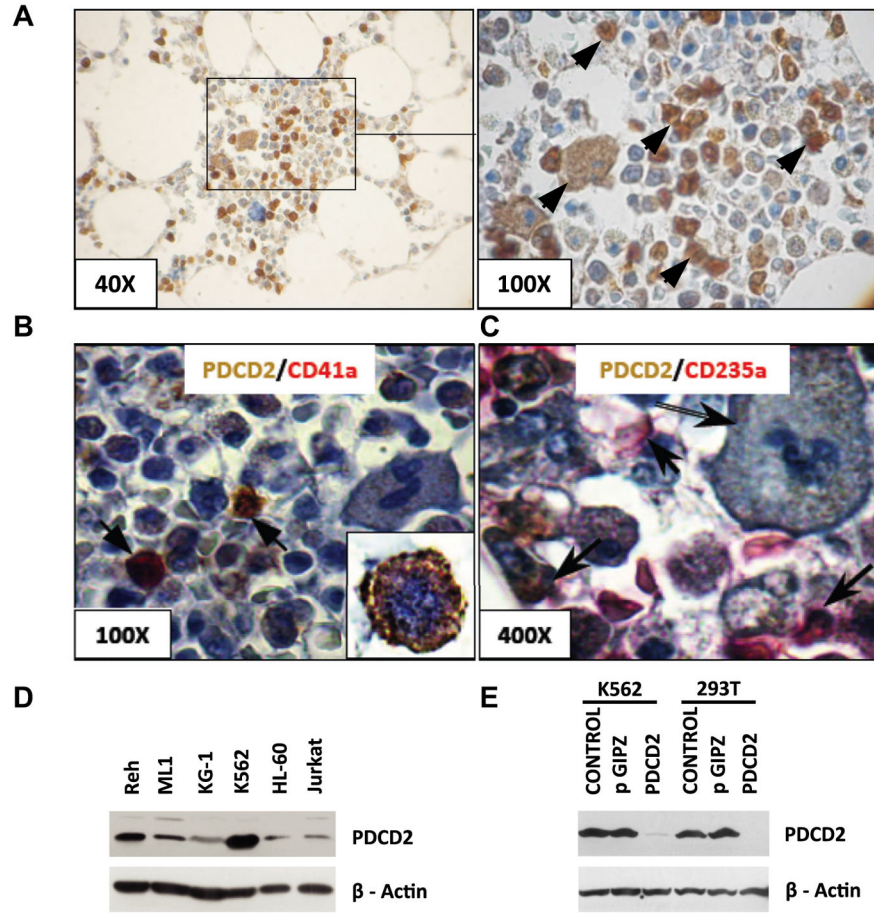 A
40X
100X
B
PDCD2/CD41a
100X
C
PDCD2/CD235a
400X
D
Reh
ML1
KG-1
K562
HL-60
Jurkat
PDCD2
β - Actin
E
K562
293T
CONTROL
p GIPZ
PDCD2
CONTROL
p GIPZ
PDCD2
PDCD2
β - Actin